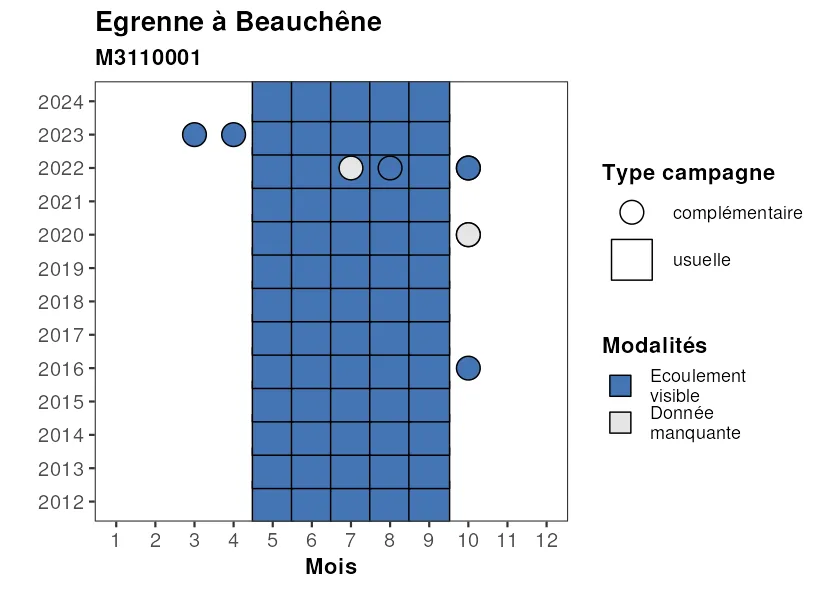 Egrenne à Beauchêne
M3110001
2024
2023
2022
2021
2020
2019
2018
2017
2016
2015
2014
2013
2012
1 2 3 4 5 6 7 8 9 10 11 12
Mois
Type campagne
complémentaire
usuelle
Modalités
Ecoulement
visible
Donnée
manquante